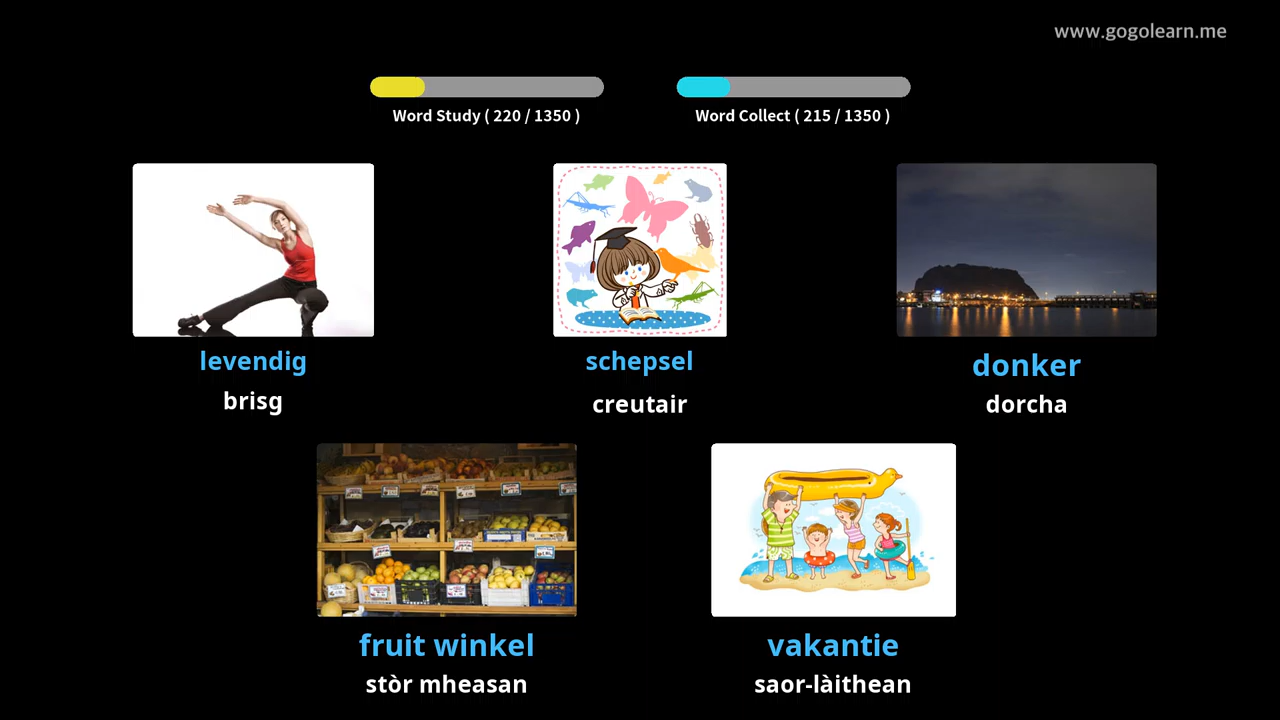 www.gogolearn.me
Word Study ( 220 / 1350 )
Word Collect ( 215 / 1350 )
levendig
brisg
schepsel
creutair
donker
dorcha
fruit winkel
stòr mheasan
vakantie
saor-làithean